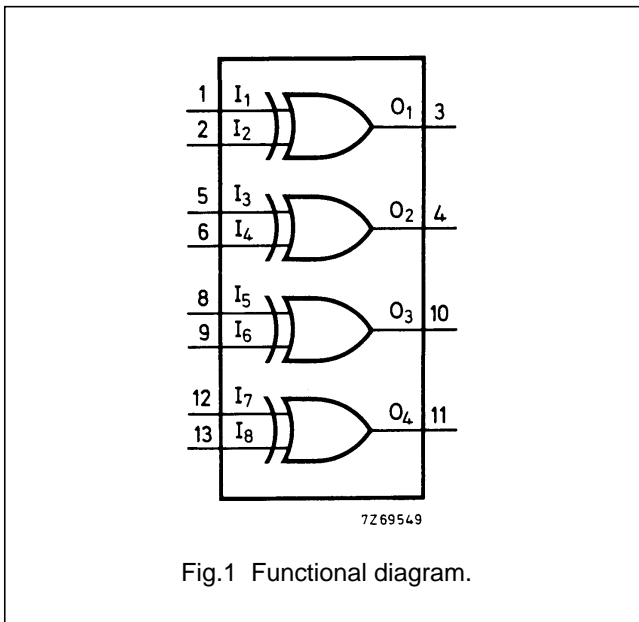 1 I1 O1 3
2 I2
5 I3 O2 4
6 I4
8 I5 O3 10
9 I6
12 I7 O4 11
13 I8
7Z69549
Fig.1 Functional diagram.